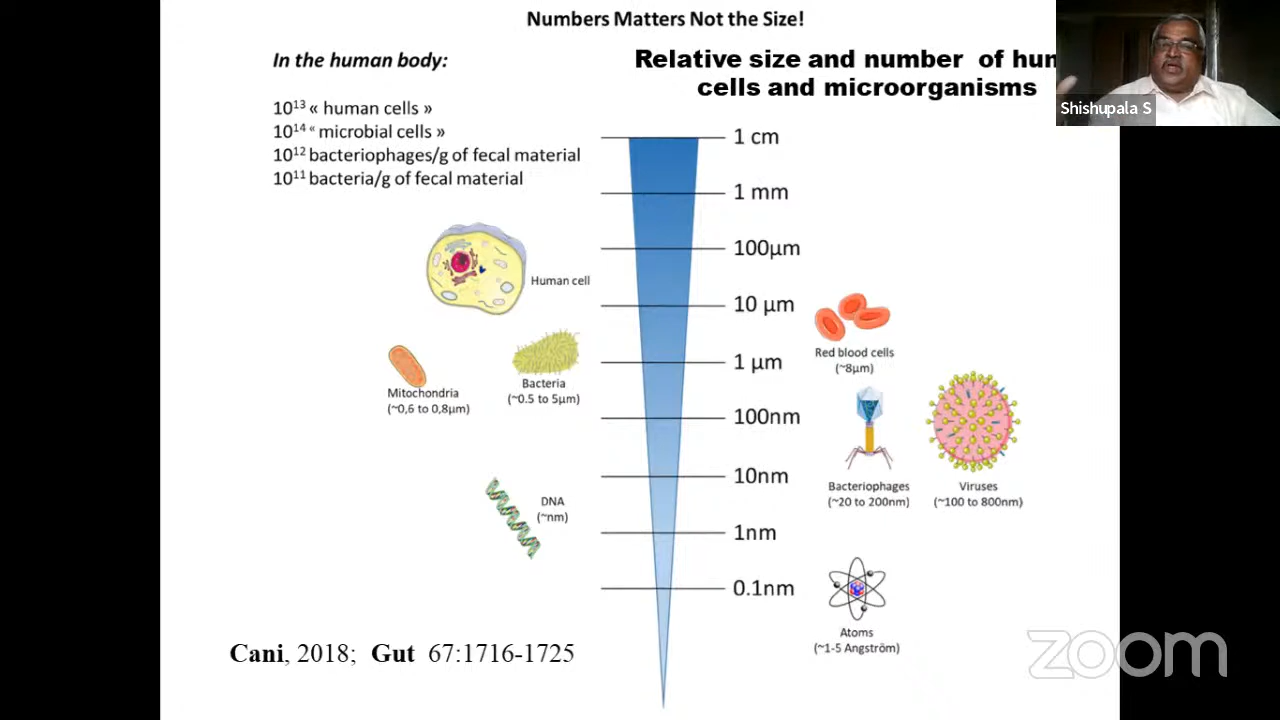 Numbers Matters Not the Size!
In the human body:
Relative size and number of hum
cells and microorganisms
Shishupala S
10¹³ « human cells »
10¹⁴ « microbial cells »
10¹² bacteriophages/g of fecal material
10¹¹ bacteria/g of fecal material
1 cm
1 mm
100µm
10 µm
1 µm
100nm
10nm
1nm
0.1nm
Human cell
Mitochondria
(~0,6 to 0,8µm)
Bacteria
(~0.5 to 5µm)
DNA
(~nm)
Red blood cells
(~8µm)
Bacteriophages
(~20 to 200nm)
Viruses
(~100 to 800nm)
Atoms
(~1-5 Angström)
Cani, 2018; Gut 67:1716-1725
zoom